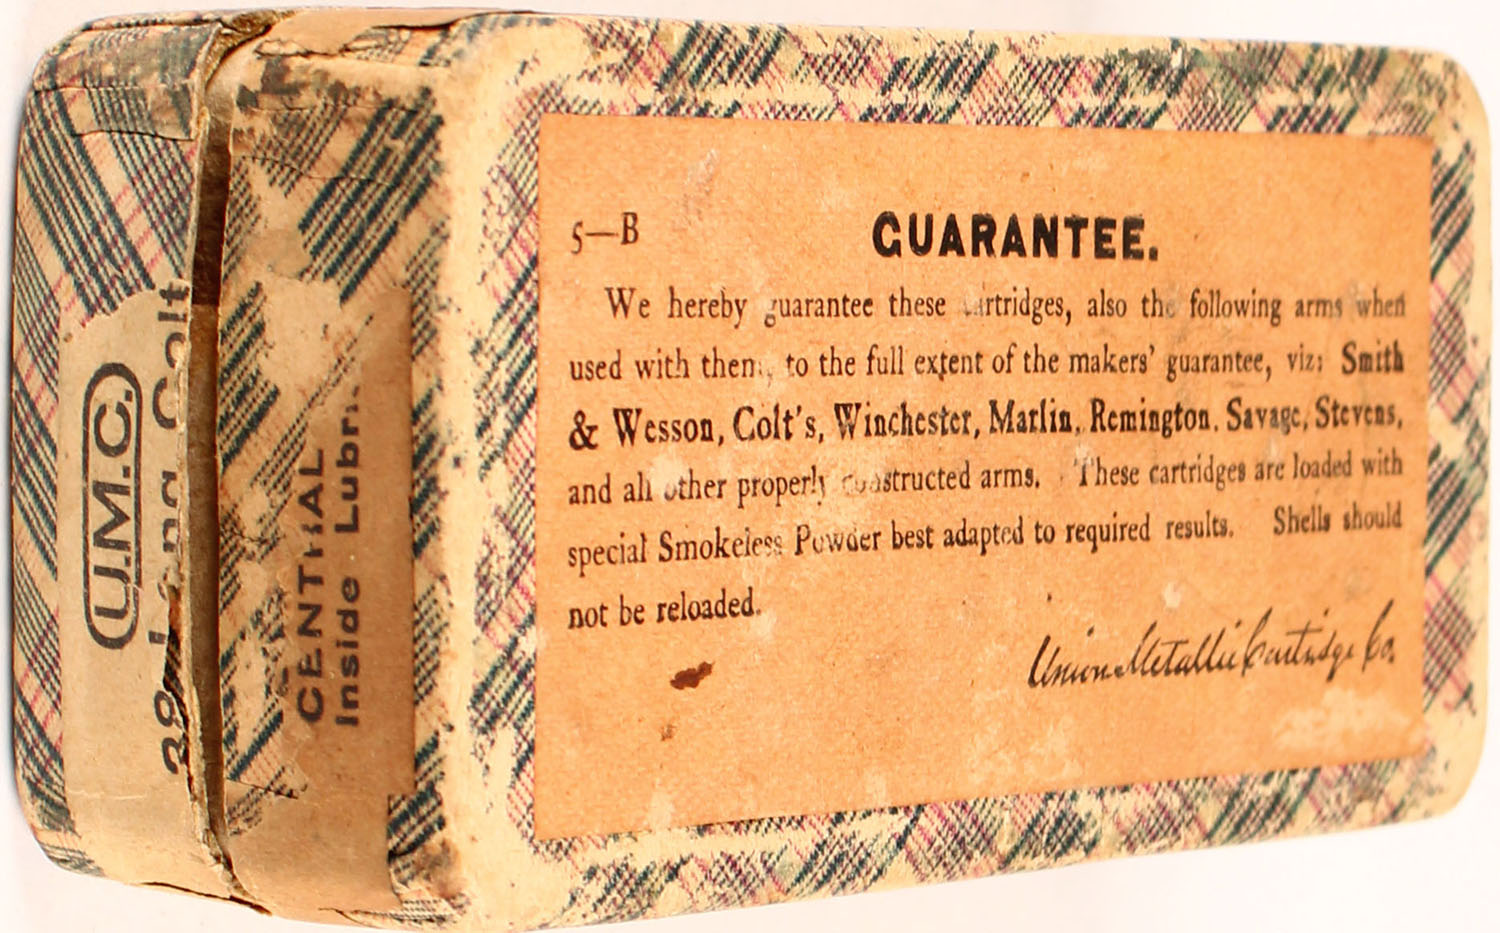 5—B
GUARANTEE.
We hereby guarantee these cartridges, also the following arms when
used with them, to the full extent of the makers' guarantee, viz: Smith
& Wesson, Colt's, Winchester, Marlin, Remington, Savage, Stevens,
and all other properly constructed arms. These cartridges are loaded with
special Smokeless Powder best adapted to required results. Shells should
not be reloaded.
Union Metallic Cartridge Co.
U.M.C.
38 Long Colt
CENTRAL
Inside